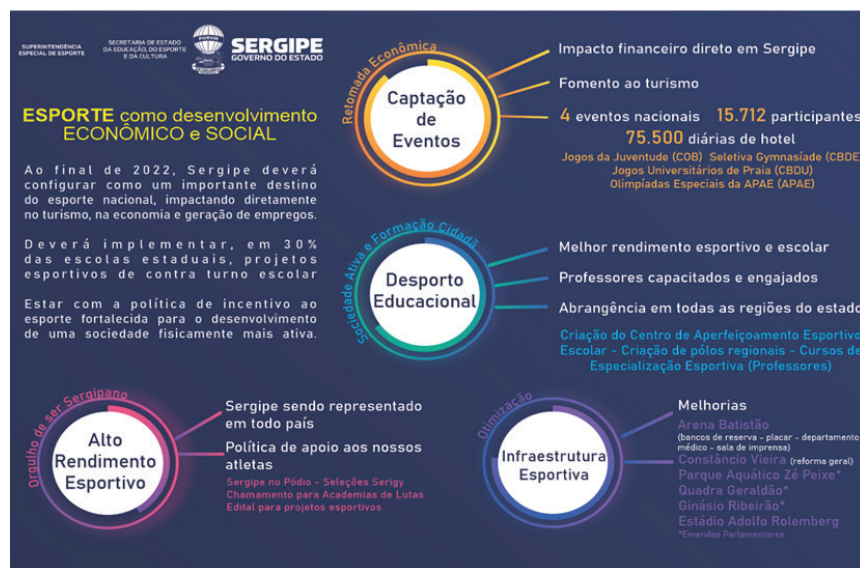 SUPERINTENDÊNCIA
ESPECIAL DE ESPORTE
SECRETARIA DE ESTADO
DA EDUCAÇÃO, DO ESPORTE
E DA CULTURA
SERGIPE
GOVERNO DO ESTADO
ESPORTE como desenvolvimento
ECONÔMICO e SOCIAL
Ao final de 2022, Sergipe deverá
configurar como um importante destino
do esporte nacional, impactando diretamente
no turismo, na economia e geração de empregos.
Deverá implementar, em 30%
das escolas estaduais, projetos
esportivos de contra turno escolar
Estar com a política de incentivo ao
esporte fortalecida para o desenvolvimento
de uma sociedade fisicamente mais ativa.
Retomada Econômica
Captação
de
Eventos
Impacto financeiro direto em Sergipe
Fomento ao turismo
4 eventos nacionais 15.712 participantes
75.500 diárias de hotel
Jogos da Juventude (COB) Seletiva Gymnasíade (CBDE)
Jogos Universitários de Praia (CBDU)
Olimpíadas Especiais da APAE (APAE)
Sociedade Ativa e Formação Cidadã
Desporto
Educacional
Melhor rendimento esportivo e escolar
Professores capacitados e engajados
Abrangência em todas as regiões do estado
Criação do Centro de Aperfeiçoamento Esportivo
Escolar - Criação de pólos regionais - Cursos de
Especialização Esportiva (Professores)
Orgulho de ser Sergipano
Alto
Rendimento
Esportivo
Sergipe sendo representado
em todo país
Política de apoio aos nossos
atletas
Sergipe no Pódio - Seleções Serigy
Chamamento para Academias de Lutas
Edital para projetos esportivos
Otimização
Infraestrutura
Esportiva
Melhorias
Arena Batistão
(bancos de reserva - placar - departamento
médico - sala de imprensa)
Constâncio Vieira (reforma geral)
Parque Aquático Zé Peixe*
Quadra Geraldão*
Ginásio Ribeirão*
Estádio Adolfo Rolemberg
*Emendas Parlamentares